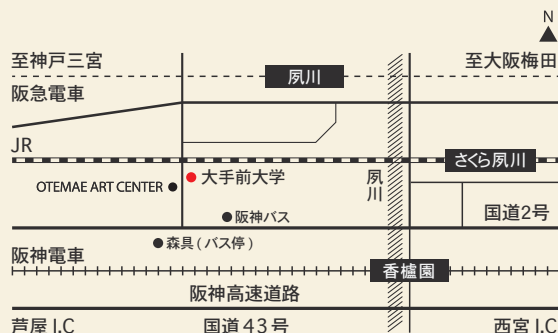 N
至神戸三宮
至大阪梅田
夙川
阪急電車
JR
さくら夙川
大手前大学
夙川
OTEMAE ART CENTER
阪神バス
国道2号
森具(バス停)
阪神電車
香櫨園
阪神高速道路
芦屋 I.C
国道43号
西宮 I.C